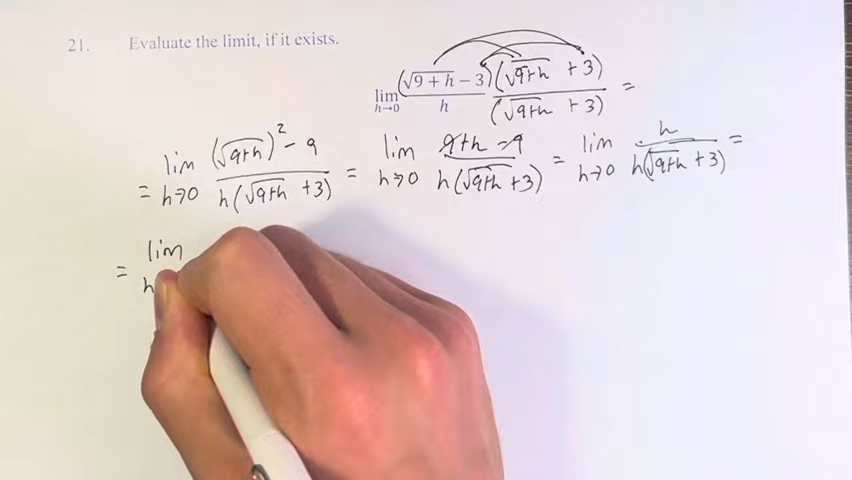 21. Evaluate the limit, if it exists.
lim h→0 (√9+h − 3)/h (√9+h + 3)/(√9+h + 3) =
= lim h→0 ((√9+h)² − 9)/(h(√9+h + 3)) = lim h→0 (9+h − 9)/(h(√9+h + 3)) = lim h→0 h/(h(√9+h + 3)) =
= lim h